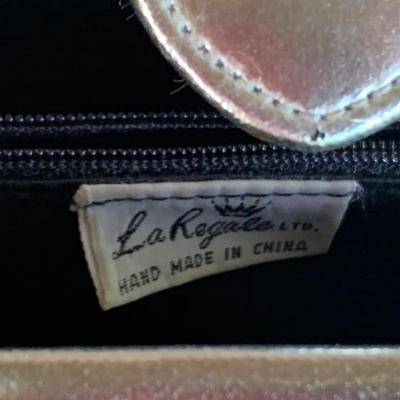 La Regale LTD.
HAND MADE IN CHINA